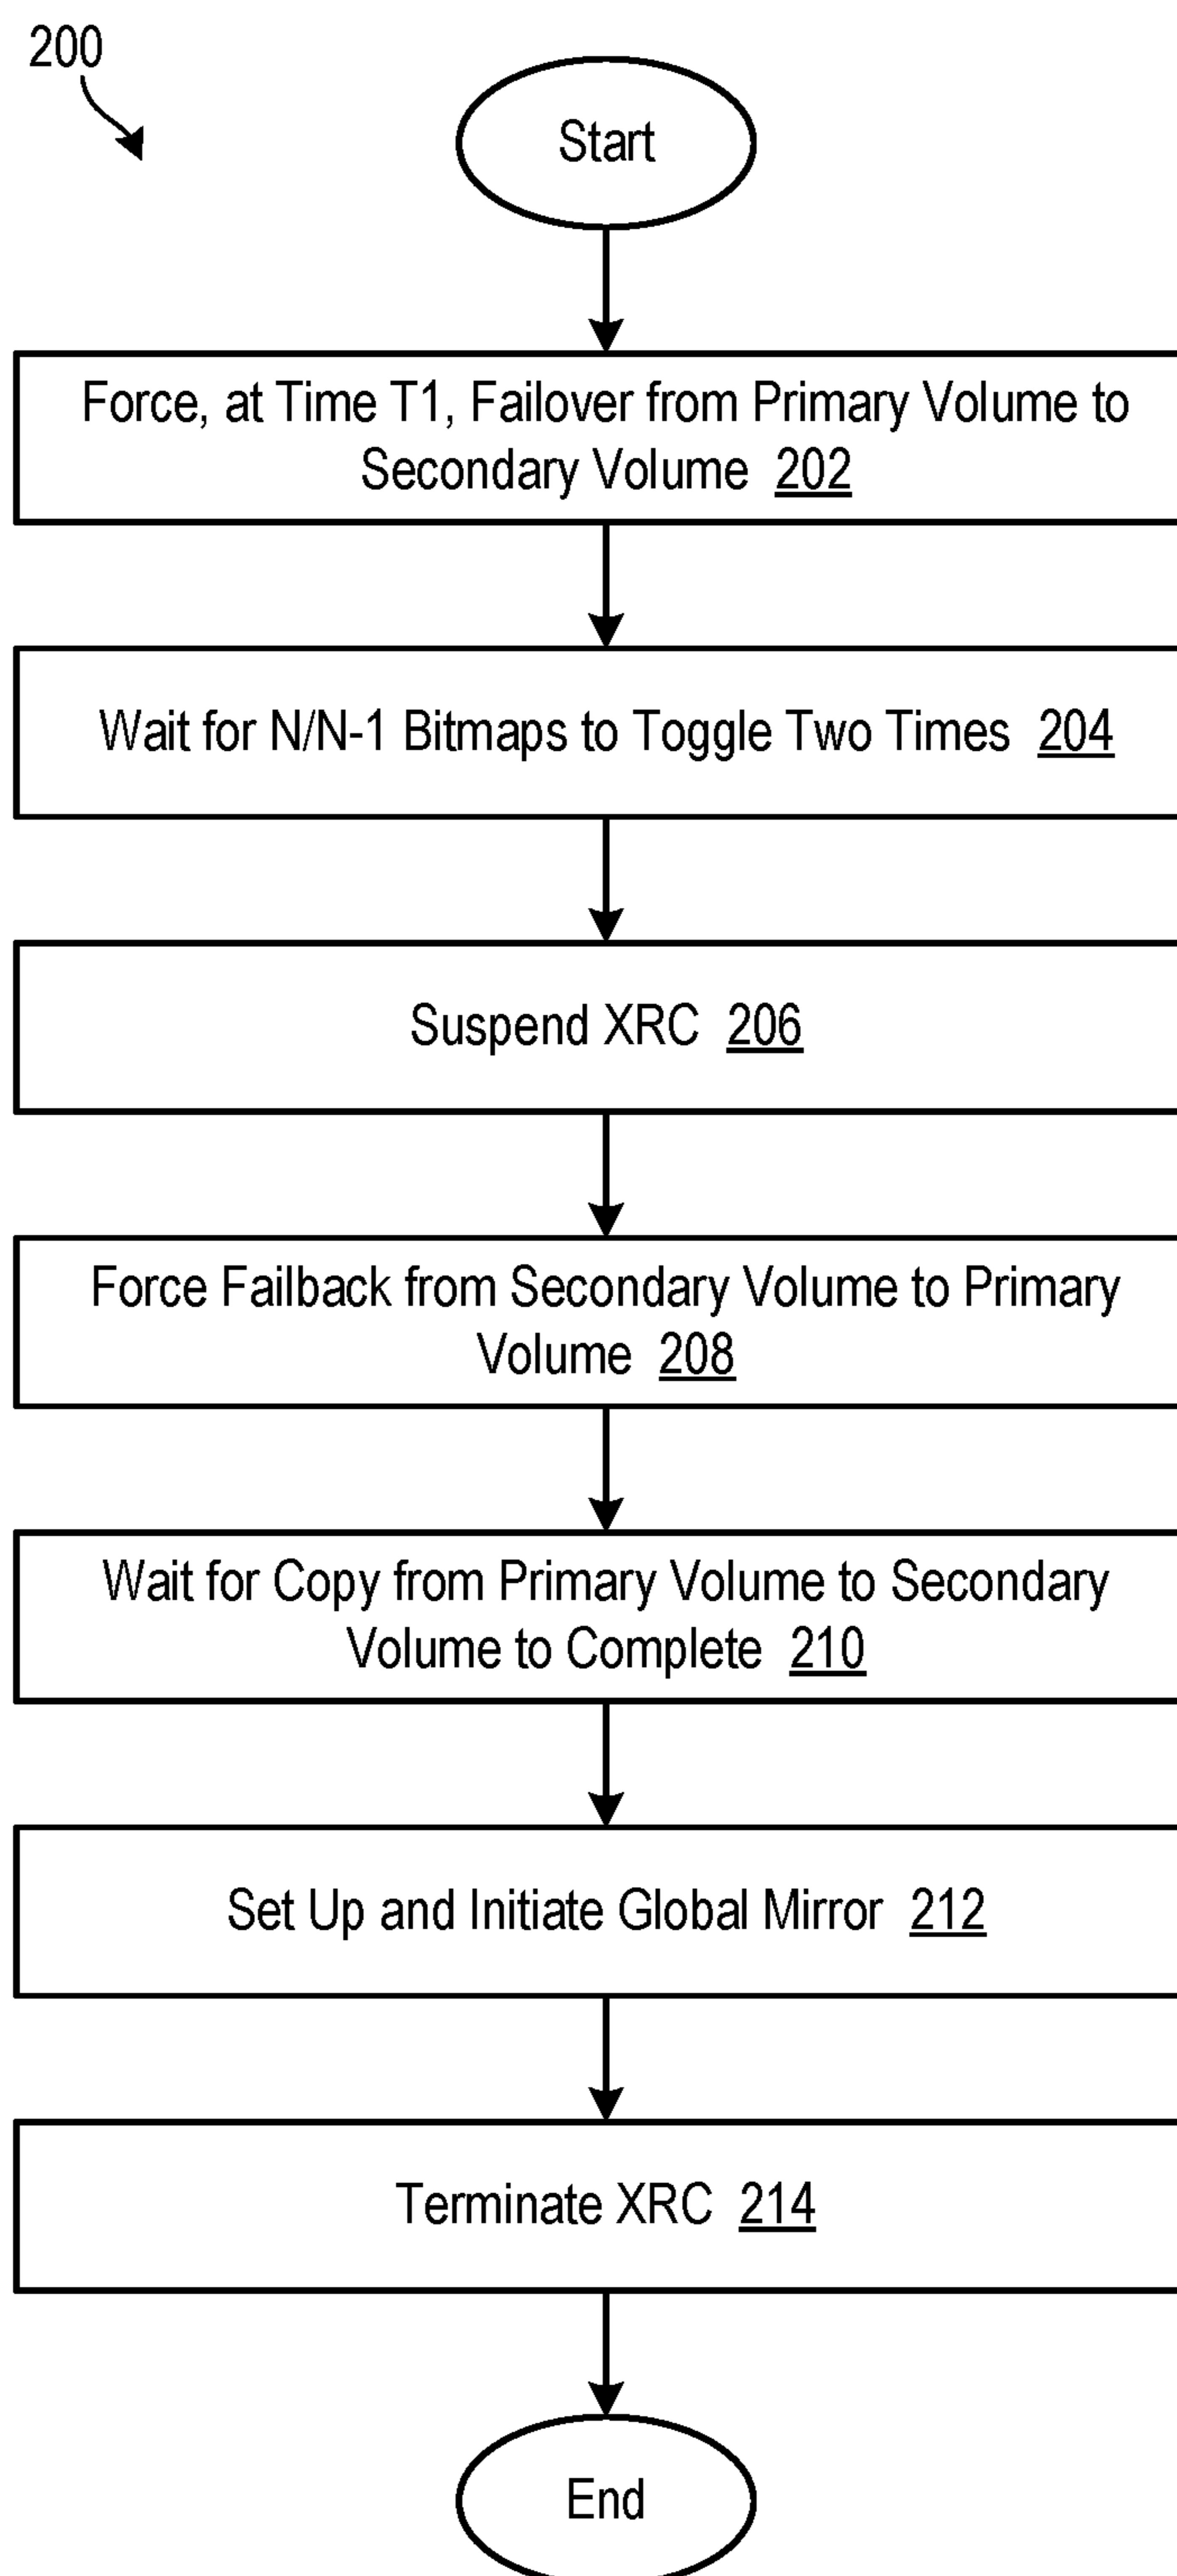 200
Start
Force, at Time T1, Failover from Primary Volume to
Secondary Volume 202
Wait for N/N-1 Bitmaps to Toggle Two Times 204
Suspend XRC 206
Force Failback from Secondary Volume to Primary
Volume 208
Wait for Copy from Primary Volume to Secondary
Volume to Complete 210
Set Up and Initiate Global Mirror 212
Terminate XRC 214
End